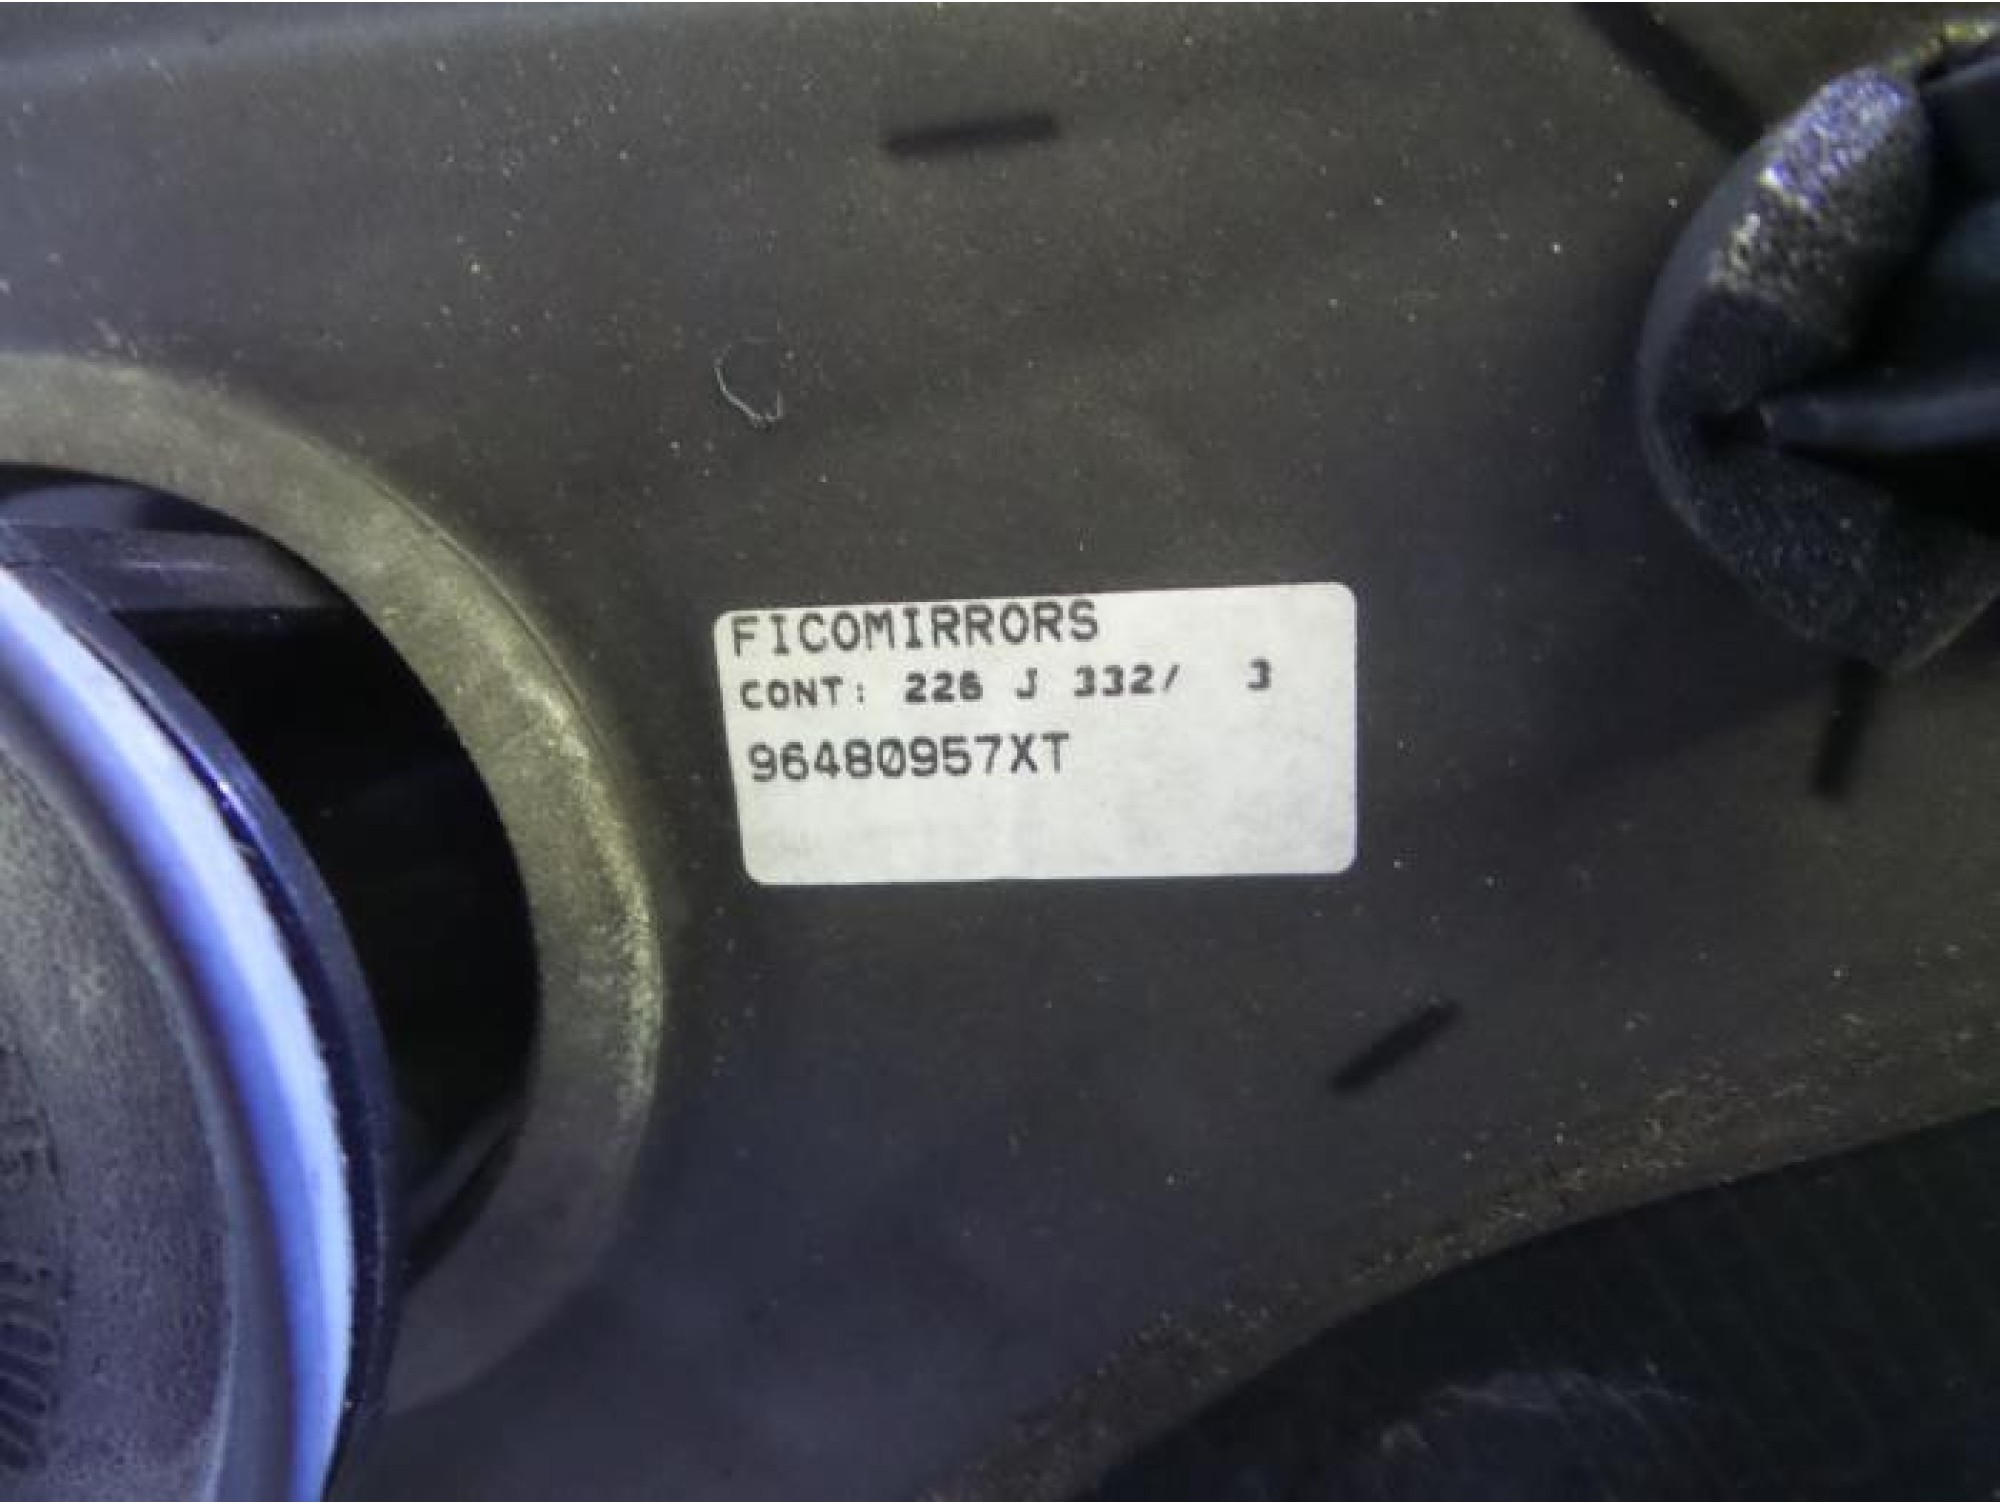 FICOMIRRORS
CONT: 226 J 332/ 3
96480957XT